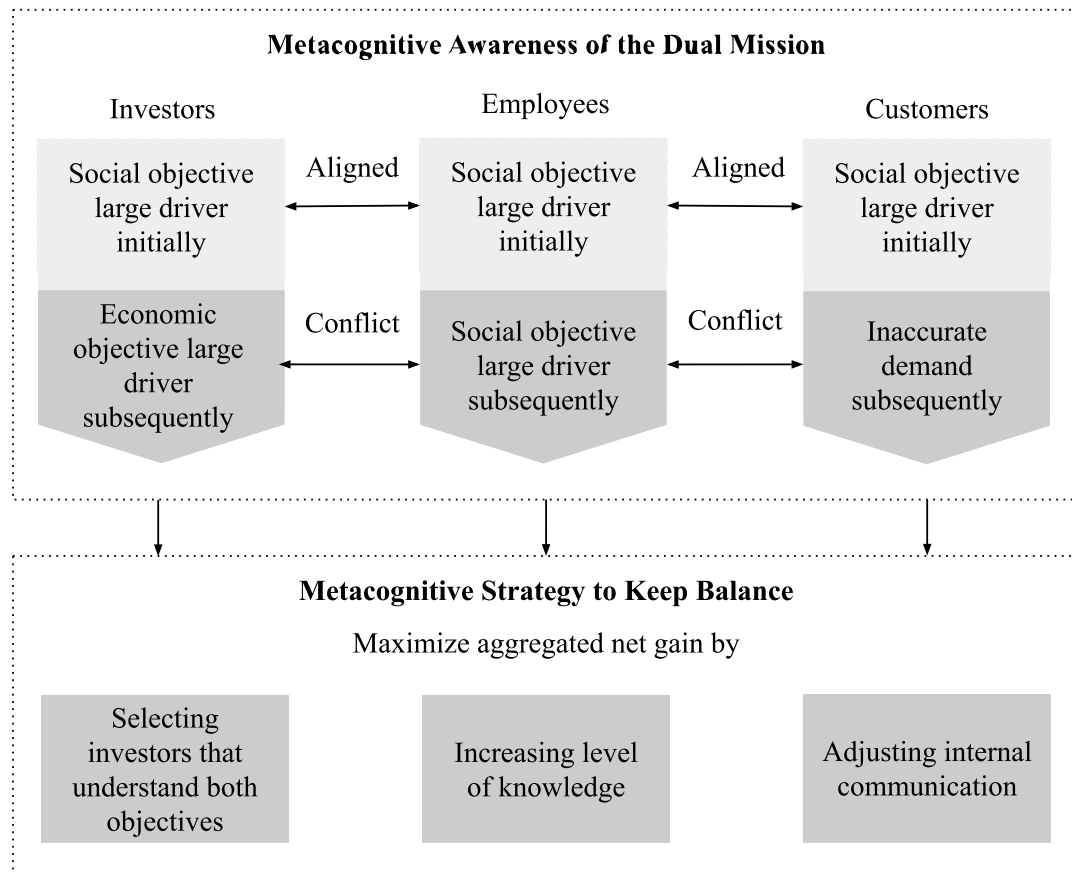 Metacognitive Awareness of the Dual Mission
Investors
Employees
Customers
Social objective
large driver
initially
Aligned
Social objective
large driver
initially
Aligned
Social objective
large driver
initially
Economic
objective large
driver
subsequently
Conflict
Social objective
large driver
subsequently
Conflict
Inaccurate
demand
subsequently
Metacognitive Strategy to Keep Balance
Maximize aggregated net gain by
Selecting
investors that
understand both
objectives
Increasing level
of knowledge
Adjusting internal
communication